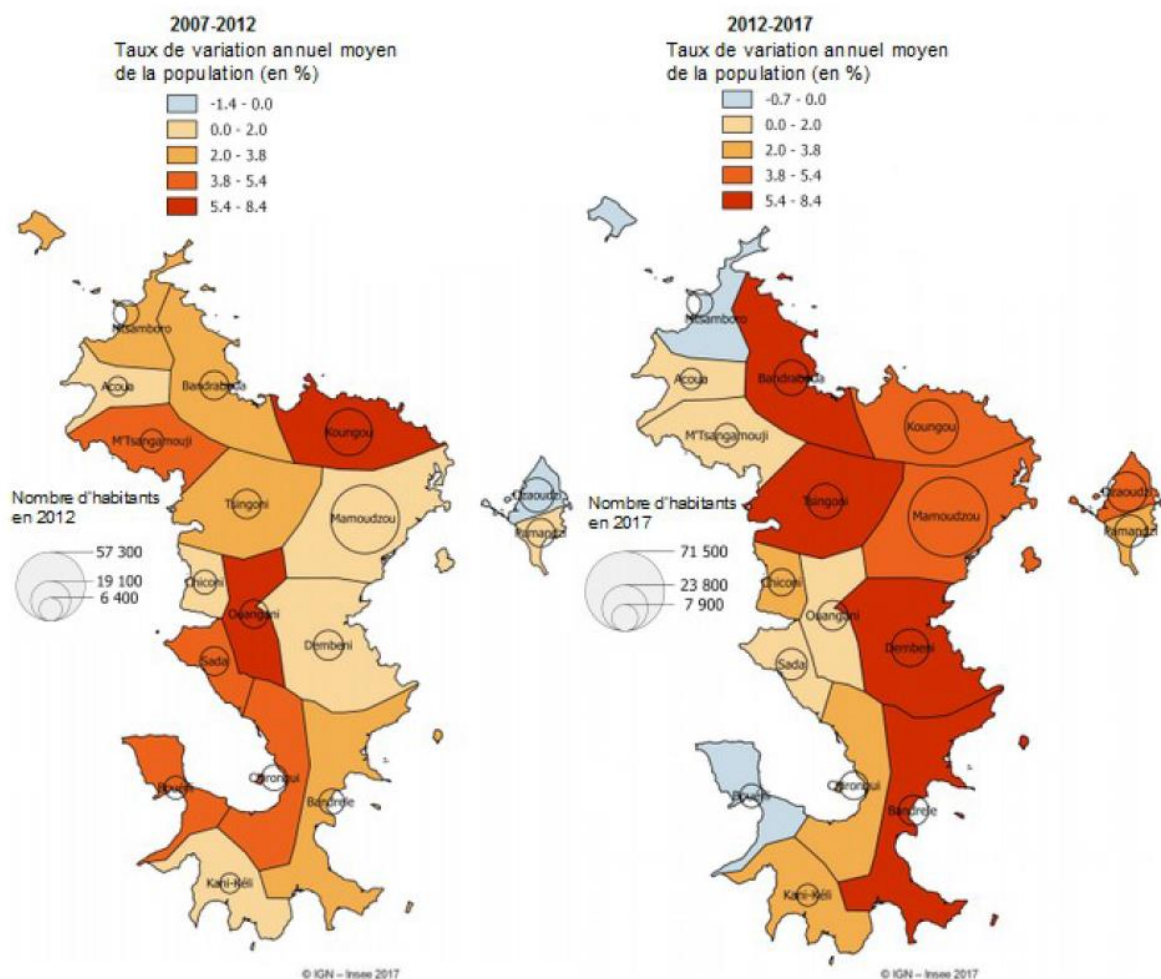 2007-2012
Taux de variation annuel moyen
de la population (en %)
-1.4 - 0.0
0.0 - 2.0
2.0 - 3.8
3.8 - 5.4
5.4 - 8.4
Mtsamboro
Acoua
Bandraboua
Koungou
M'Tsangamouji
Tsingoni
Mamoudzou
Dzaoudzi
Pamandzi
Nombre d'habitants
en 2012
57 300
19 100
6 400
Chiconi
Ouangani
Dembeni
Sada
Bouéni
Chirongui
Bandrele
Kani-Kéli
© IGN – Insee 2017
2012-2017
Taux de variation annuel moyen
de la population (en %)
-0.7 - 0.0
0.0 - 2.0
2.0 - 3.8
3.8 - 5.4
5.4 - 8.4
Mtsamboro
Acoua
Bandraboua
Koungou
M'Tsangamouji
Tsingoni
Mamoudzou
Dzaoudzi
Pamandzi
Nombre d'habitants
en 2017
71 500
23 800
7 900
Chiconi
Ouangani
Dembeni
Sada
Bouéni
Chirongui
Bandrele
Kani-Kéli
© IGN – Insee 2017